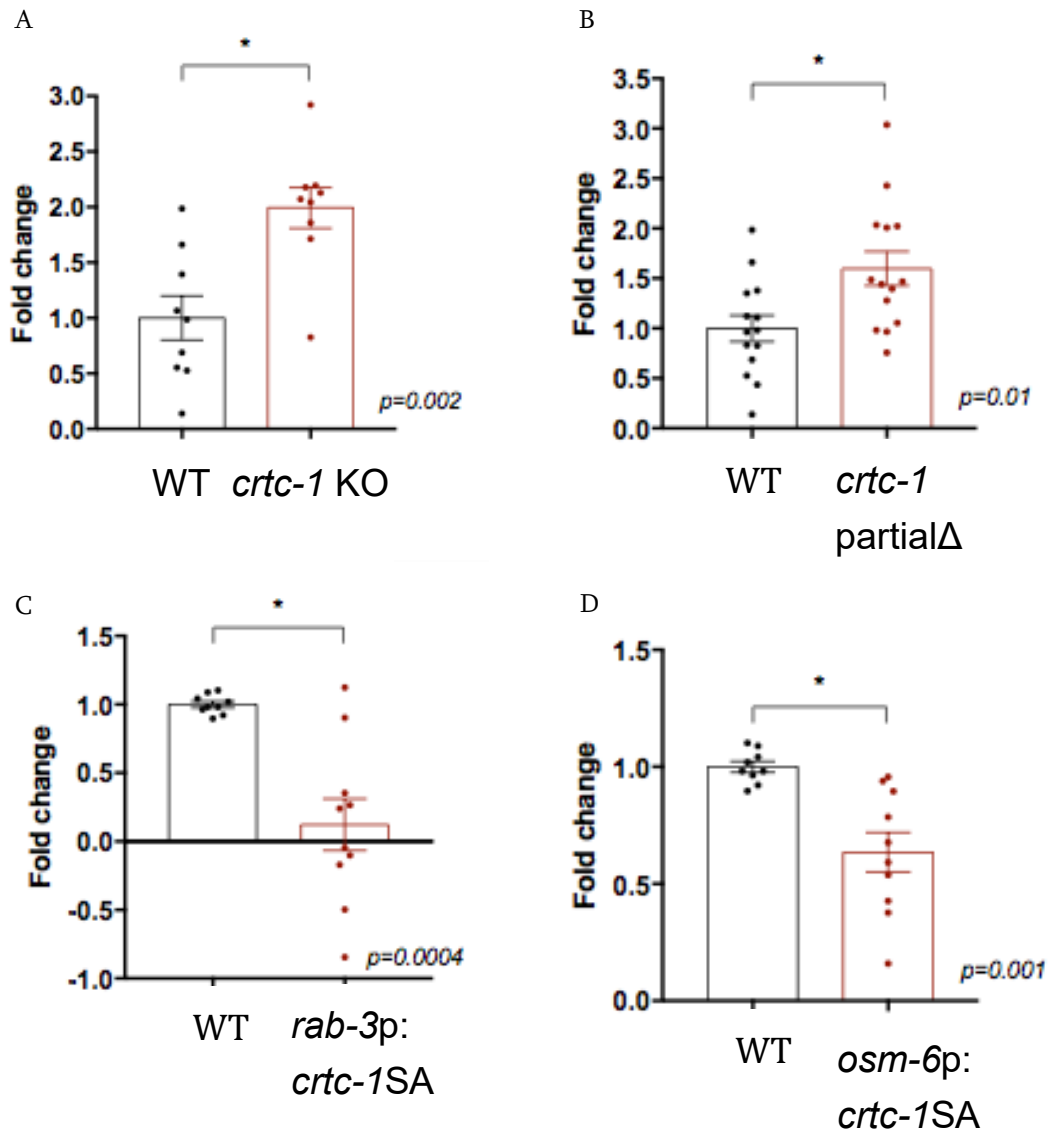 A
*
Fold change
3.0
2.5
2.0
1.5
1.0
0.5
0.0
p=0.002
WT crtc-1 KO
B
*
Fold change
3.5
3.0
2.5
2.0
1.5
1.0
0.5
0.0
p=0.01
WT crtc-1
partialΔ
C
*
Fold change
1.5
1.0
0.5
0.0
-0.5
-1.0
p=0.0004
WT rab-3p:
crtc-1SA
D
*
Fold change
1.5
1.0
0.5
0.0
p=0.001
WT osm-6p:
crtc-1SA